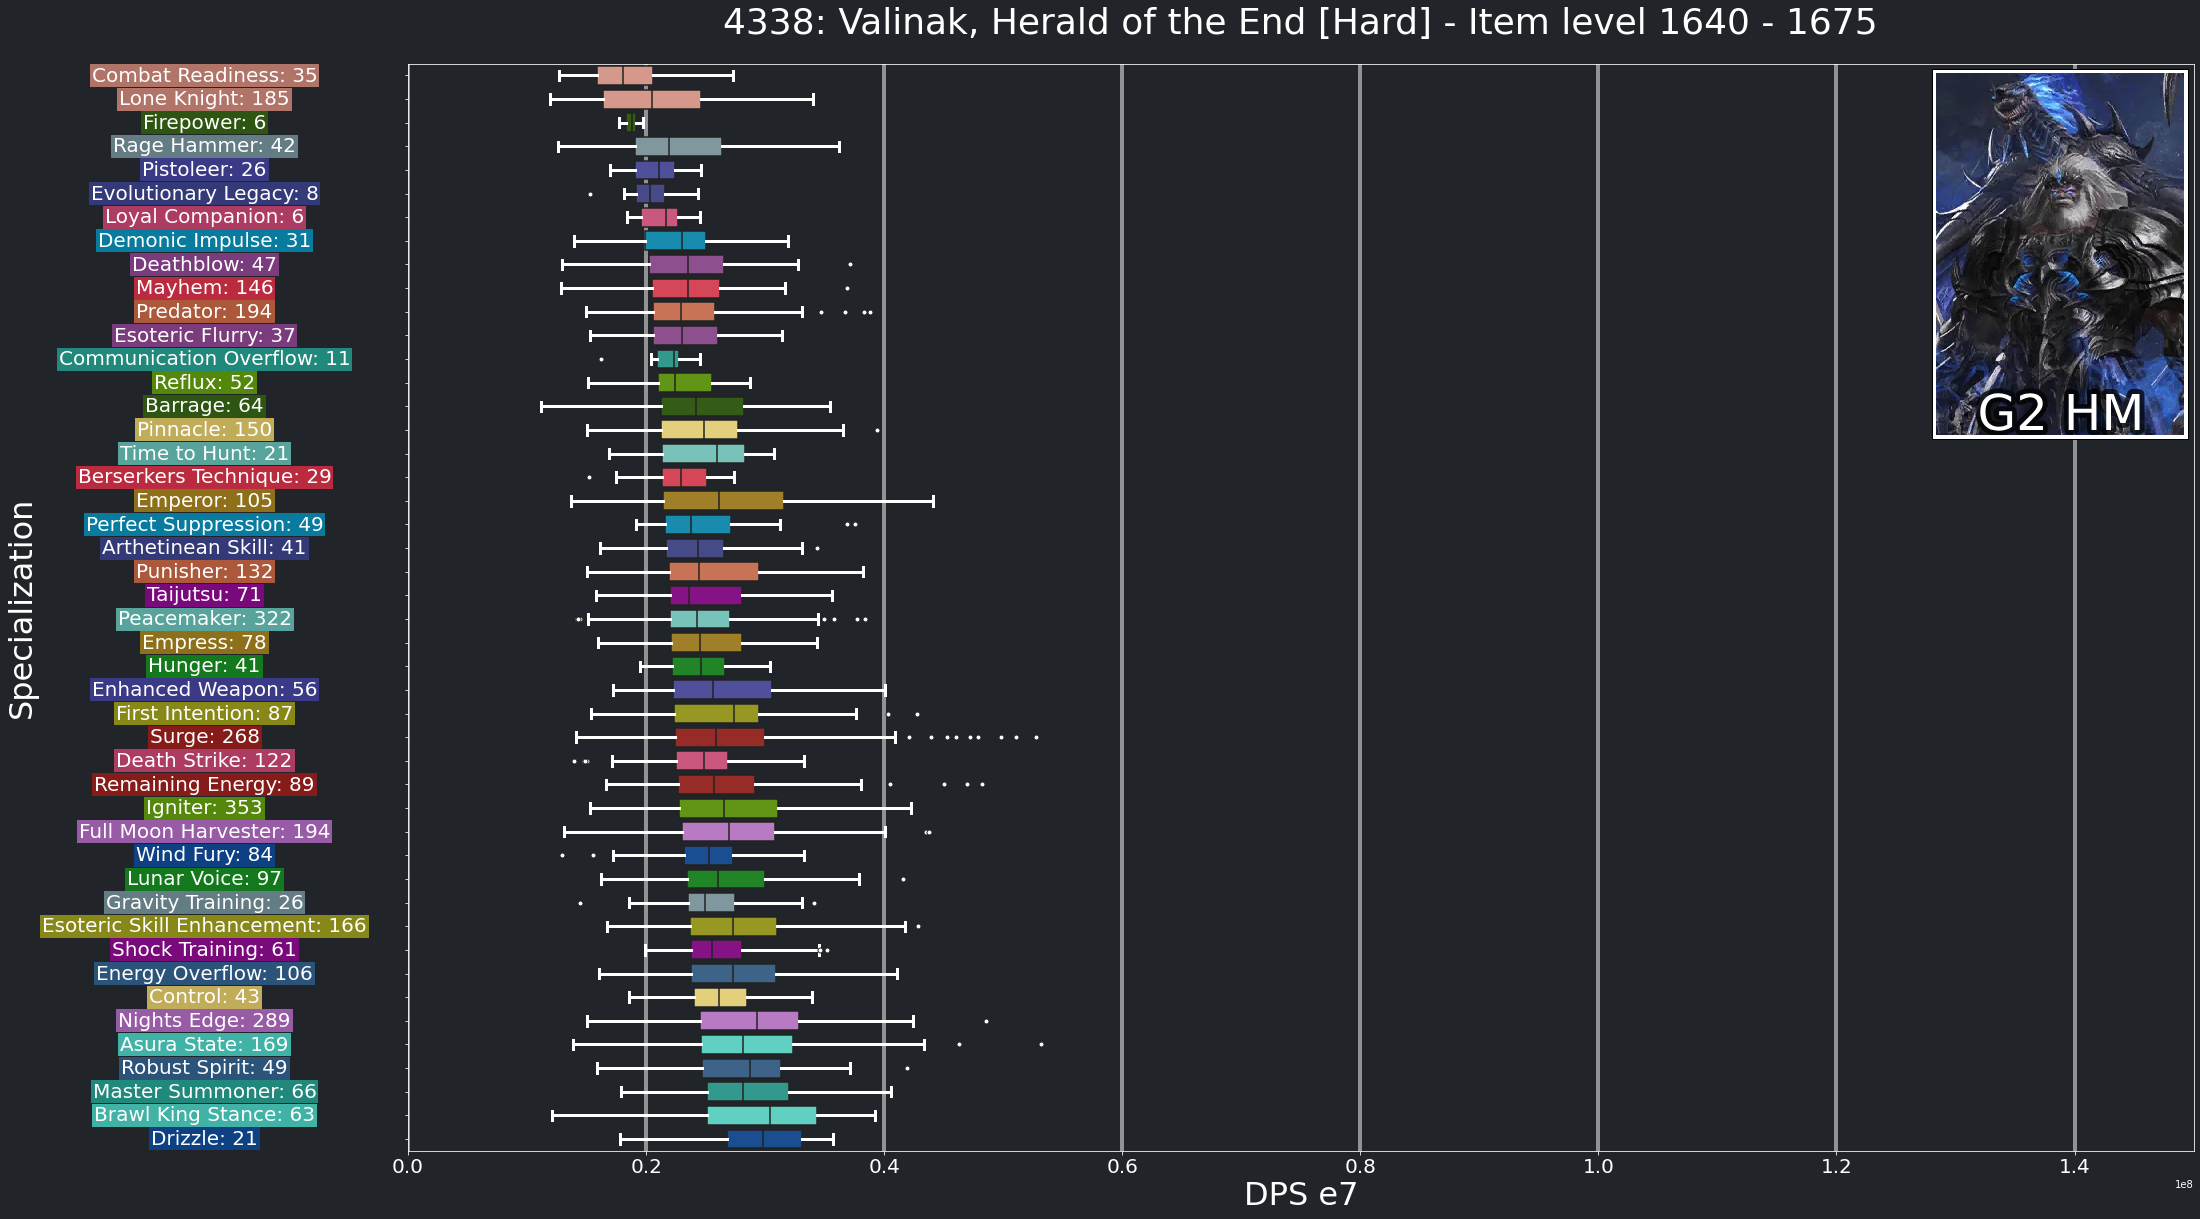 4338: Valinak, Herald of the End [Hard] - Item level 1640 - 1675
Specialization
Combat Readiness: 35
Lone Knight: 185
Firepower: 6
Rage Hammer: 42
Pistoleer: 26
Evolutionary Legacy: 8
Loyal Companion: 6
Demonic Impulse: 31
Deathblow: 47
Mayhem: 146
Predator: 194
Esoteric Flurry: 37
Communication Overflow: 11
Reflux: 52
Barrage: 64
Pinnacle: 150
Time to Hunt: 21
Berserkers Technique: 29
Emperor: 105
Perfect Suppression: 49
Arthetinean Skill: 41
Punisher: 132
Taijutsu: 71
Peacemaker: 322
Empress: 78
Hunger: 41
Enhanced Weapon: 56
First Intention: 87
Surge: 268
Death Strike: 122
Remaining Energy: 89
Igniter: 353
Full Moon Harvester: 194
Wind Fury: 84
Lunar Voice: 97
Gravity Training: 26
Esoteric Skill Enhancement: 166
Shock Training: 61
Energy Overflow: 106
Control: 43
Nights Edge: 289
Asura State: 169
Robust Spirit: 49
Master Summoner: 66
Brawl King Stance: 63
Drizzle: 21
G2 HM
0.0 0.2 0.4 0.6 0.8 1.0 1.2 1.4
1e8
DPS e7